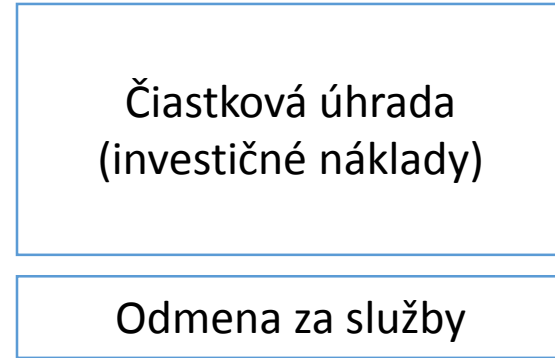 Čiastková úhrada
(investičné náklady)
Odmena za služby